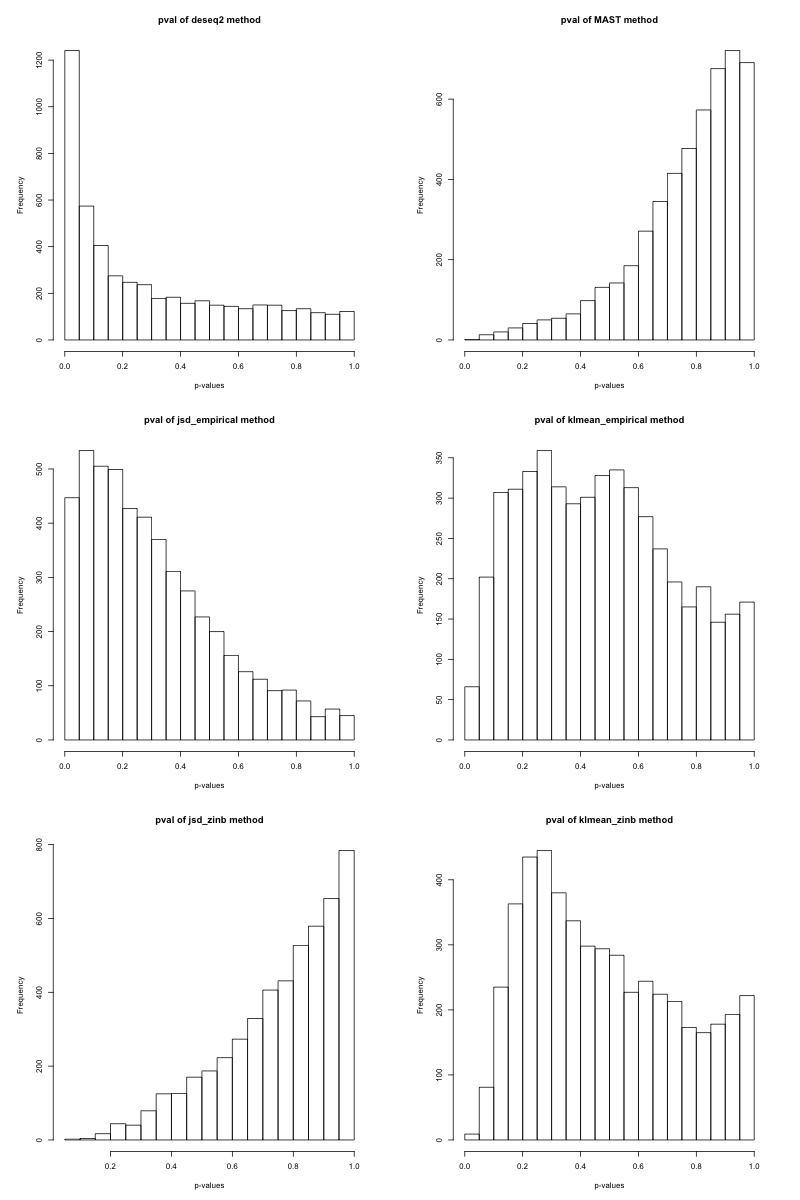 pval of deseq2 method
Frequency
0 200 400 600 800 1000 1200
0.0 0.2 0.4 0.6 0.8 1.0
p-values
pval of MAST method
Frequency
0 200 400 600
0.0 0.2 0.4 0.6 0.8 1.0
p-values
pval of jsd_empirical method
Frequency
0 100 200 300 400 500
0.0 0.2 0.4 0.6 0.8 1.0
p-values
pval of klmean_empirical method
Frequency
0 50 100 150 200 250 300 350
0.0 0.2 0.4 0.6 0.8 1.0
p-values
pval of jsd_zinb method
Frequency
0 200 400 600 800
0.2 0.4 0.6 0.8 1.0
p-values
pval of klmean_zinb method
Frequency
0 100 200 300 400
0.0 0.2 0.4 0.6 0.8 1.0
p-values